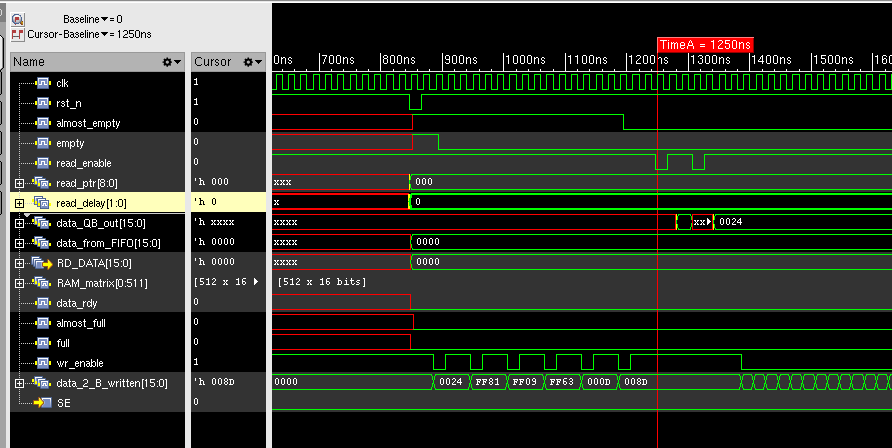 Baseline▼= 0
Cursor-Baseline▼= 1250ns
TimeA = 1250ns
Name Cursor 0ns 700ns 800ns 900ns 1000ns 1100ns 1200ns 1300ns 1400ns 1500ns 160
clk 1
rst_n 1
almost_empty 0
empty 0
read_enable 0
read_ptr[8:0] 'h 000 xxx 000
read_delay[1:0] 'h 0 x 0
data_QB_out[15:0] 'h xxxx xxxx xx▶ 0024
data_from_FIFO[15:0] 'h 0000 xxxx 0000
RD_DATA[15:0] 'h 0000 xxxx 0000
RAM_matrix[0:511] [512 x 16 ▶ [512 x 16 bits]
data_rdy 0
almost_full 0
full 0
wr_enable 1
data_2_B_written[15:0] 'h 008D 0000 0024 FF81 FF09 FF63 000D 008D
SE 0